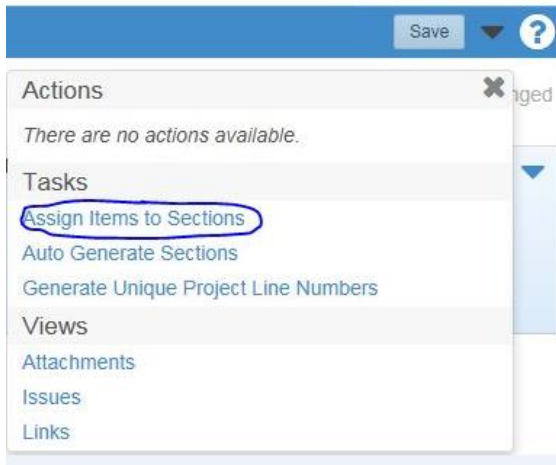 Save ?
Actions
nged
There are no actions available.
Tasks
Assign Items to Sections
Auto Generate Sections
Generate Unique Project Line Numbers
Views
Attachments
Issues
Links